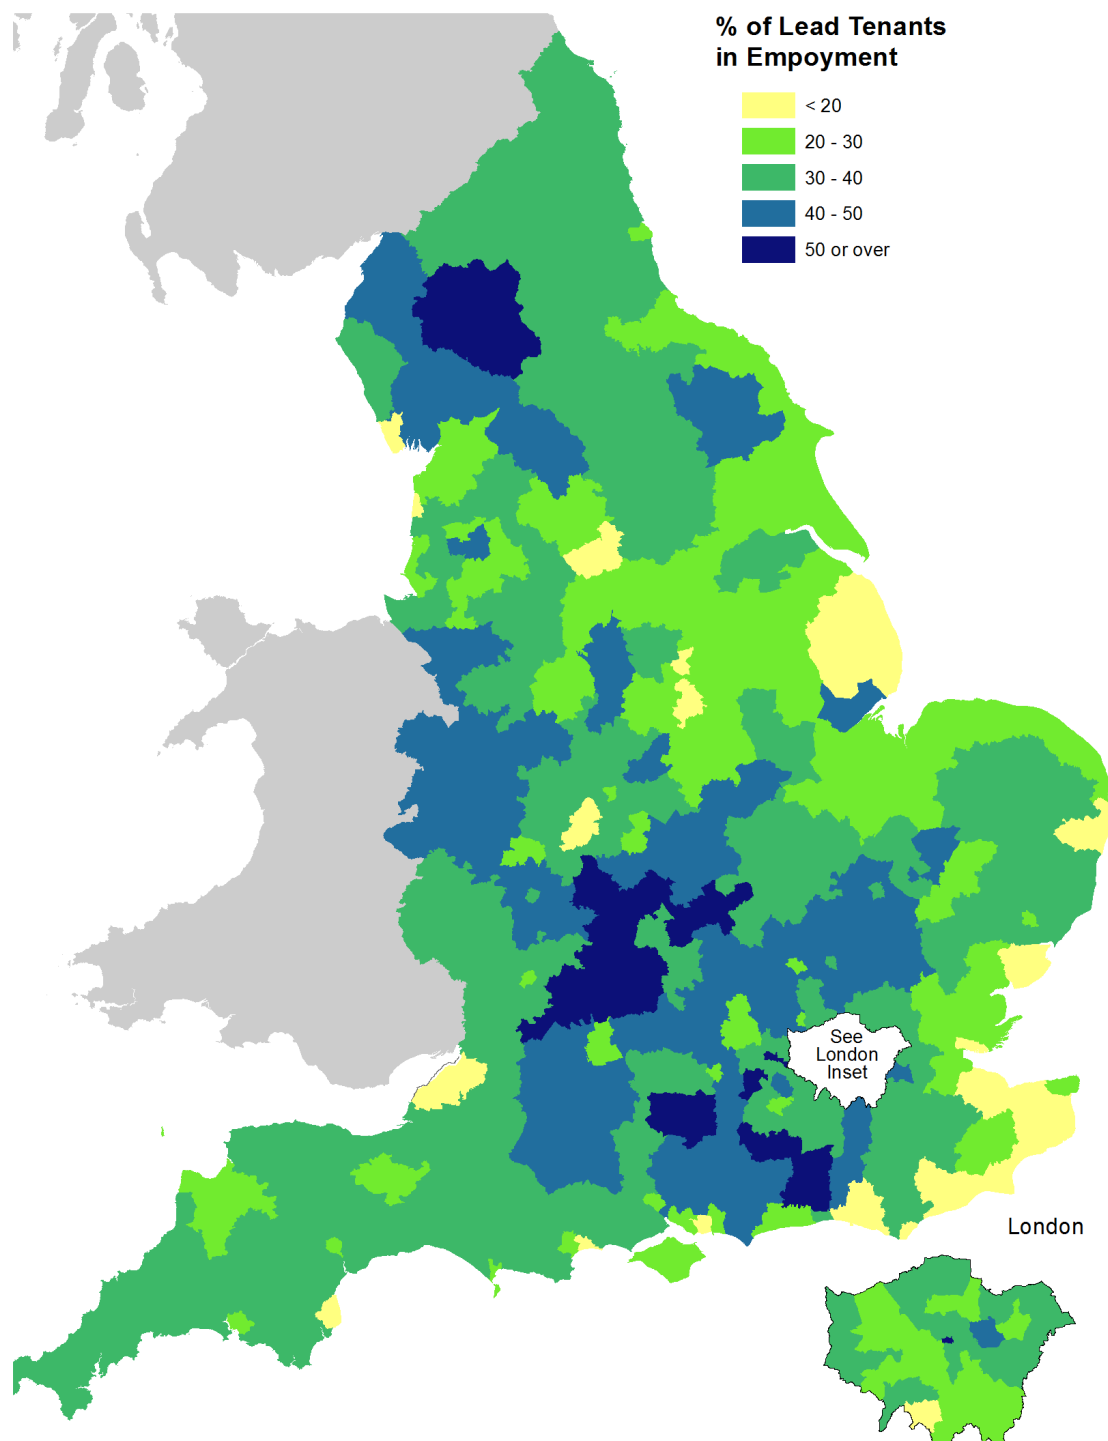 % of Lead Tenants
in Empoyment
< 20
20 - 30
30 - 40
40 - 50
50 or over
See
London
Inset
London